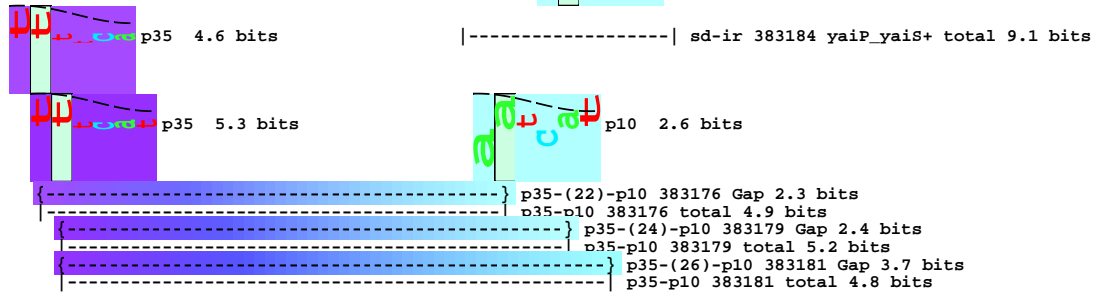 ttttca p35 4.6 bits |-------------------| sd-ir 383184 yaiP_yaiS+ total 9.1 bits
tttcat p35 5.3 bits aatcat p10 2.6 bits
p35-(22)-p10 383176 Gap 2.3 bits
p35-p10 383176 total 4.9 bits
p35-(24)-p10 383179 Gap 2.4 bits
p35-p10 383179 total 5.2 bits
p35-(26)-p10 383181 Gap 3.7 bits
p35-p10 383181 total 4.8 bits